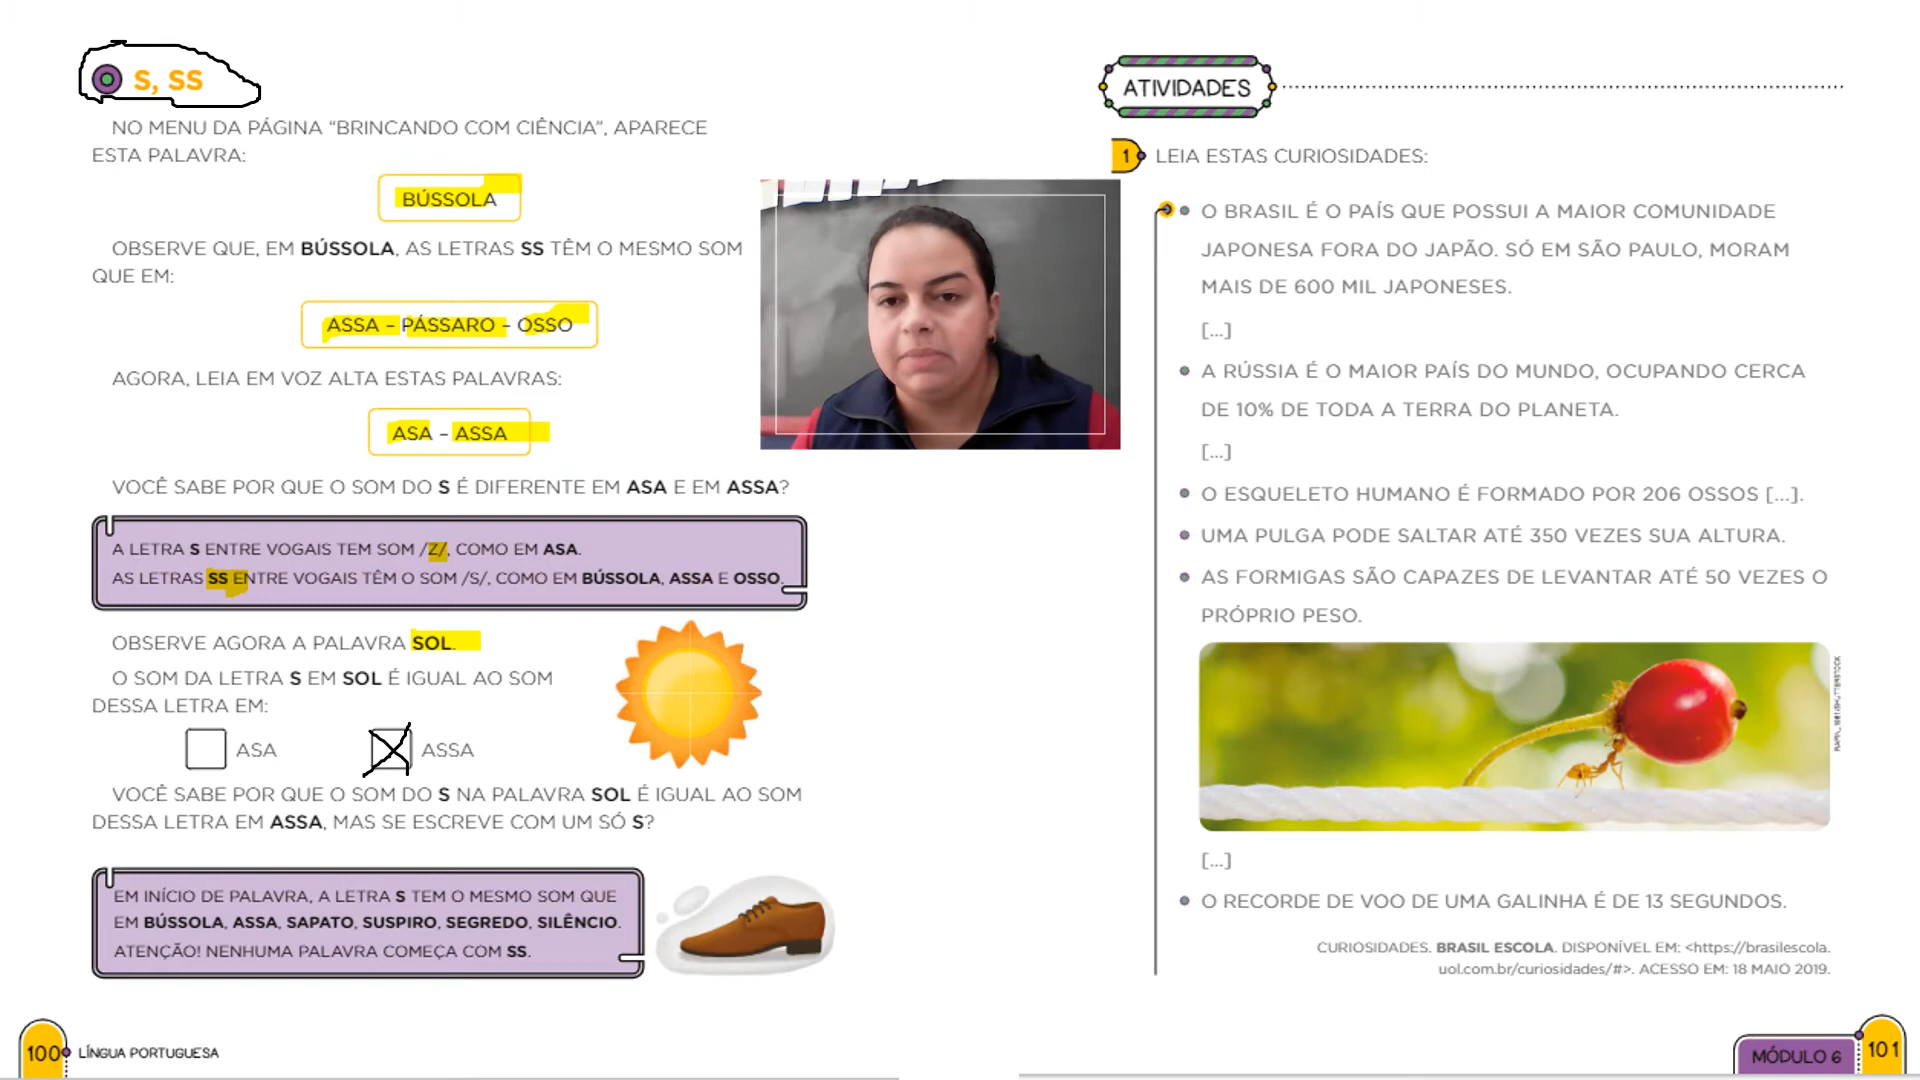 S, SS
NO MENU DA PÁGINA “BRINCANDO COM CIÊNCIA”, APARECE
ESTA PALAVRA:
BÚSSOLA
OBSERVE QUE, EM BÚSSOLA, AS LETRAS SS TÊM O MESMO SOM
QUE EM:
ASSA – PÁSSARO – OSSO
AGORA, LEIA EM VOZ ALTA ESTAS PALAVRAS:
ASA – ASSA
VOCÊ SABE POR QUE O SOM DO S É DIFERENTE EM ASA E EM ASSA?
A LETRA S ENTRE VOGAIS TEM SOM /Z/, COMO EM ASA.
AS LETRAS SS ENTRE VOGAIS TÊM O SOM /S/, COMO EM BÚSSOLA, ASSA E OSSO.
OBSERVE AGORA A PALAVRA SOL.
O SOM DA LETRA S EM SOL É IGUAL AO SOM
DESSA LETRA EM:
ASA
ASSA
VOCÊ SABE POR QUE O SOM DO S NA PALAVRA SOL É IGUAL AO SOM
DESSA LETRA EM ASSA, MAS SE ESCREVE COM UM SÓ S?
EM INÍCIO DE PALAVRA, A LETRA S TEM O MESMO SOM QUE
EM BÚSSOLA, ASSA, SAPATO, SUSPIRO, SEGREDO, SILÊNCIO.
ATENÇÃO! NENHUMA PALAVRA COMEÇA COM SS.
100
LÍNGUA PORTUGUESA
ATIVIDADES
1 LEIA ESTAS CURIOSIDADES:
• O BRASIL É O PAÍS QUE POSSUI A MAIOR COMUNIDADE
JAPONESA FORA DO JAPÃO. SÓ EM SÃO PAULO, MORAM
MAIS DE 600 MIL JAPONESES.
[...]
• A RÚSSIA É O MAIOR PAÍS DO MUNDO, OCUPANDO CERCA
DE 10% DE TODA A TERRA DO PLANETA.
[...]
• O ESQUELETO HUMANO É FORMADO POR 206 OSSOS [...].
• UMA PULGA PODE SALTAR ATÉ 350 VEZES SUA ALTURA.
• AS FORMIGAS SÃO CAPAZES DE LEVANTAR ATÉ 50 VEZES O
PRÓPRIO PESO.
[...]
• O RECORDE DE VOO DE UMA GALINHA É DE 13 SEGUNDOS.
CURIOSIDADES. BRASIL ESCOLA. DISPONÍVEL EM: <https://brasilescola.
uol.com.br/curiosidades/#>. ACESSO EM: 18 MAIO 2019.
MÓDULO 6
101